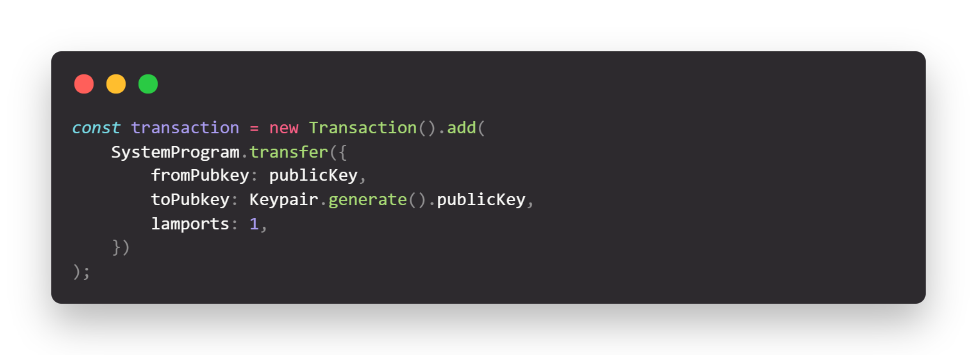 const transaction = new Transaction().add(
    SystemProgram.transfer({
        fromPubkey: publicKey,
        toPubkey: Keypair.generate().publicKey,
        lamports: 1,
    })
);